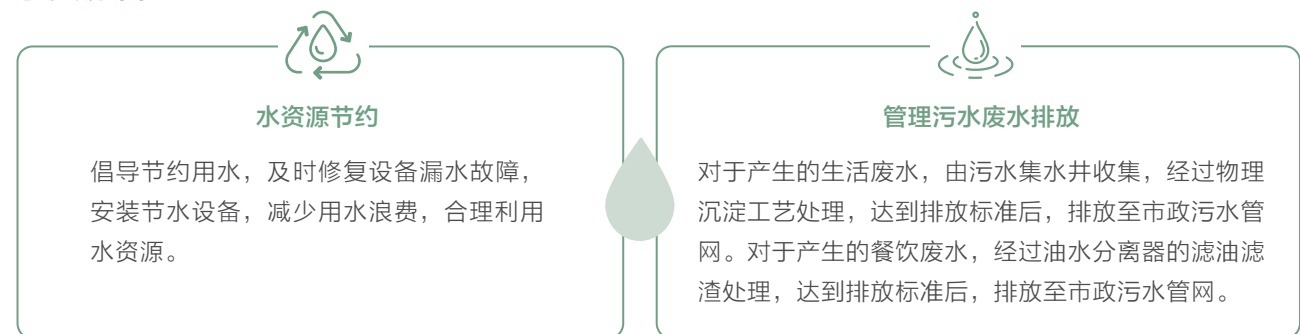 水资源节约
倡导节约用水，及时修复设备漏水故障，
安装节水设备，减少用水浪费，合理利用
水资源。
管理污水废水排放
对于产生的生活废水，由污水集水井收集，经过物理
沉淀工艺处理，达到排放标准后，排放至市政污水管
网。对于产生的餐饮废水，经过油水分离器的滤油滤
渣处理，达到排放标准后，排放至市政污水管网。